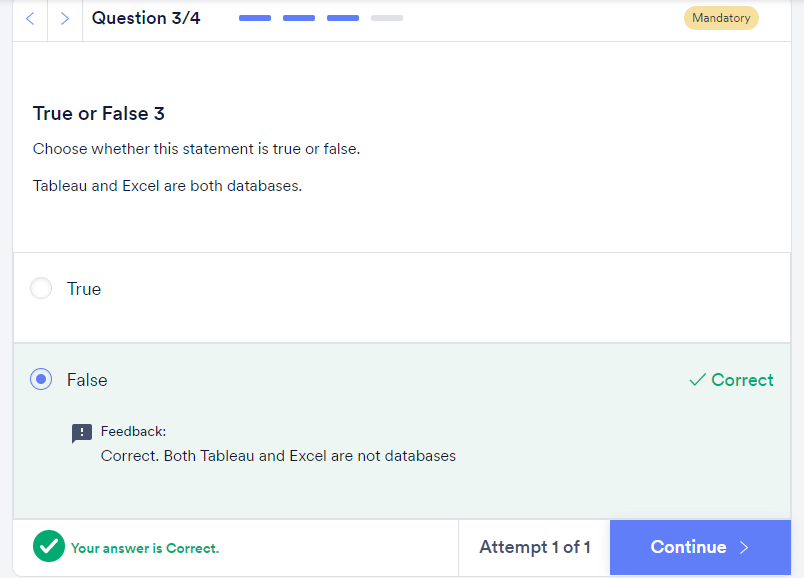 Question 3/4
Mandatory
True or False 3
Choose whether this statement is true or false.
Tableau and Excel are both databases.
True
False
Correct
Feedback:
Correct. Both Tableau and Excel are not databases
Your answer is Correct.
Attempt 1 of 1
Continue